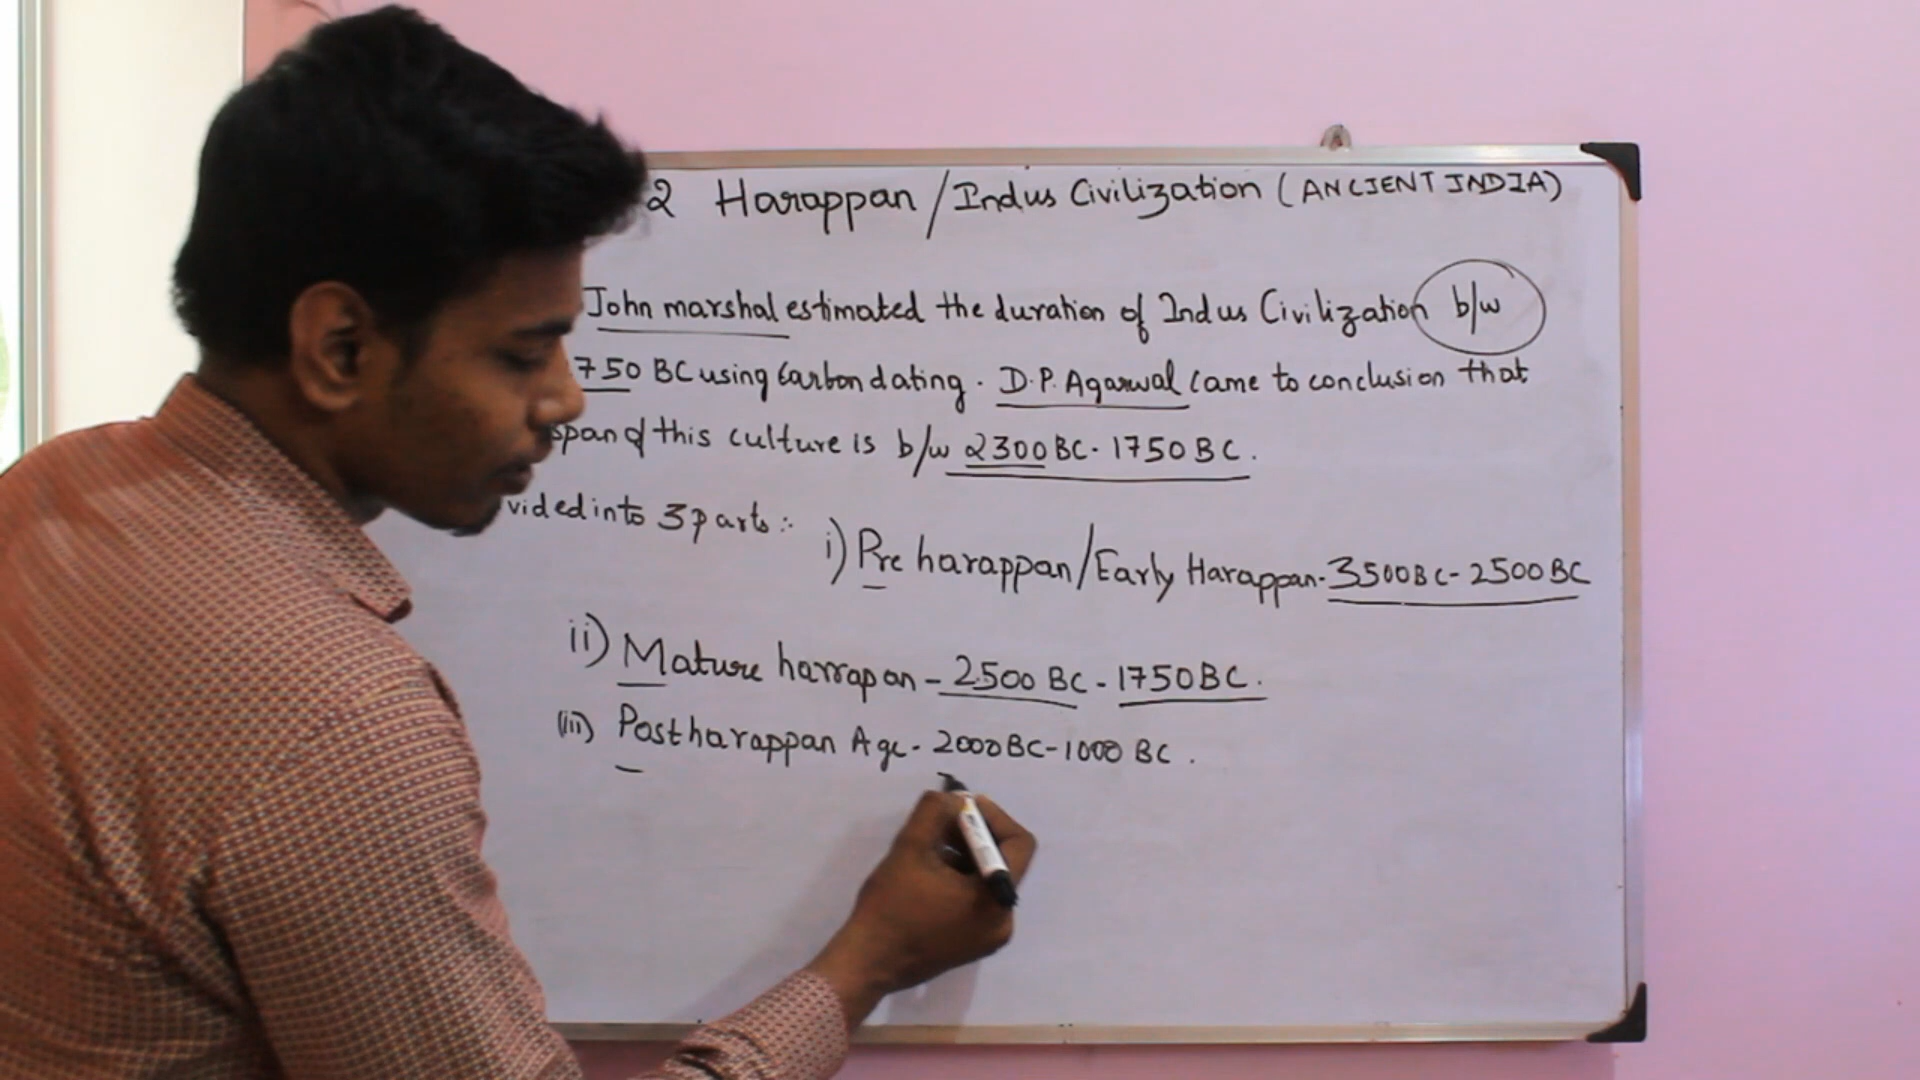 2 Harappan/Indus Civilization (ANCIENT INDIA)
John marshal estimated the duration of Indus Civilization b/w
750 BC using Carbon dating. D.P. Agarwal came to conclusion that
span of this culture is b/w 2300 BC - 1750 BC.
vided into 3 parts :-
i) Pre harappan/Early Harappan - 3500BC - 2500 BC
ii) Mature harrapan - 2500 BC - 1750 BC.
(iii) Post harappan Age - 2000 BC - 1000 BC.